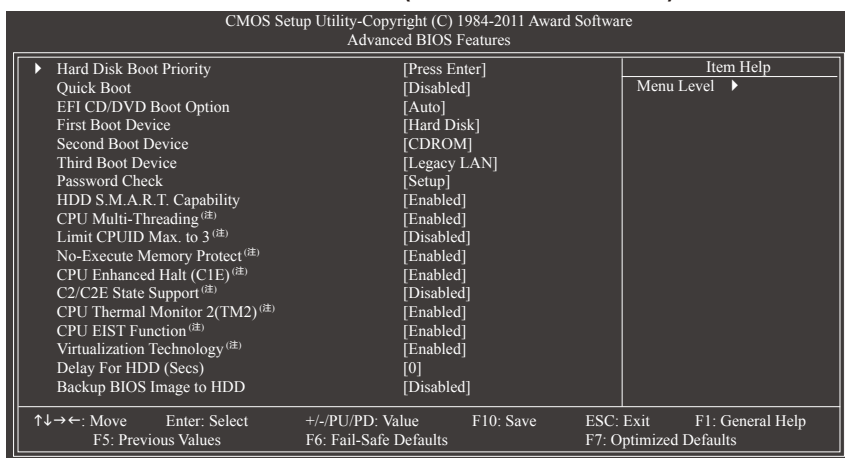 CMOS Setup Utility-Copyright (C) 1984-2011 Award Software
Advanced BIOS Features
▶ Hard Disk Boot Priority [Press Enter]
Quick Boot [Disabled]
EFI CD/DVD Boot Option [Auto]
First Boot Device [Hard Disk]
Second Boot Device [CDROM]
Third Boot Device [Legacy LAN]
Password Check [Setup]
HDD S.M.A.R.T. Capability [Enabled]
CPU Multi-Threading (注) [Enabled]
Limit CPUID Max. to 3 (注) [Disabled]
No-Execute Memory Protect (注) [Enabled]
CPU Enhanced Halt (C1E) (注) [Enabled]
C2/C2E State Support (注) [Disabled]
CPU Thermal Monitor 2(TM2) (注) [Enabled]
CPU EIST Function (注) [Enabled]
Virtualization Technology (注) [Enabled]
Delay For HDD (Secs) [0]
Backup BIOS Image to HDD [Disabled]
Item Help
Menu Level ▶
↑↓→←: Move Enter: Select +/-/PU/PD: Value F10: Save ESC: Exit F1: General Help
F5: Previous Values F6: Fail-Safe Defaults F7: Optimized Defaults